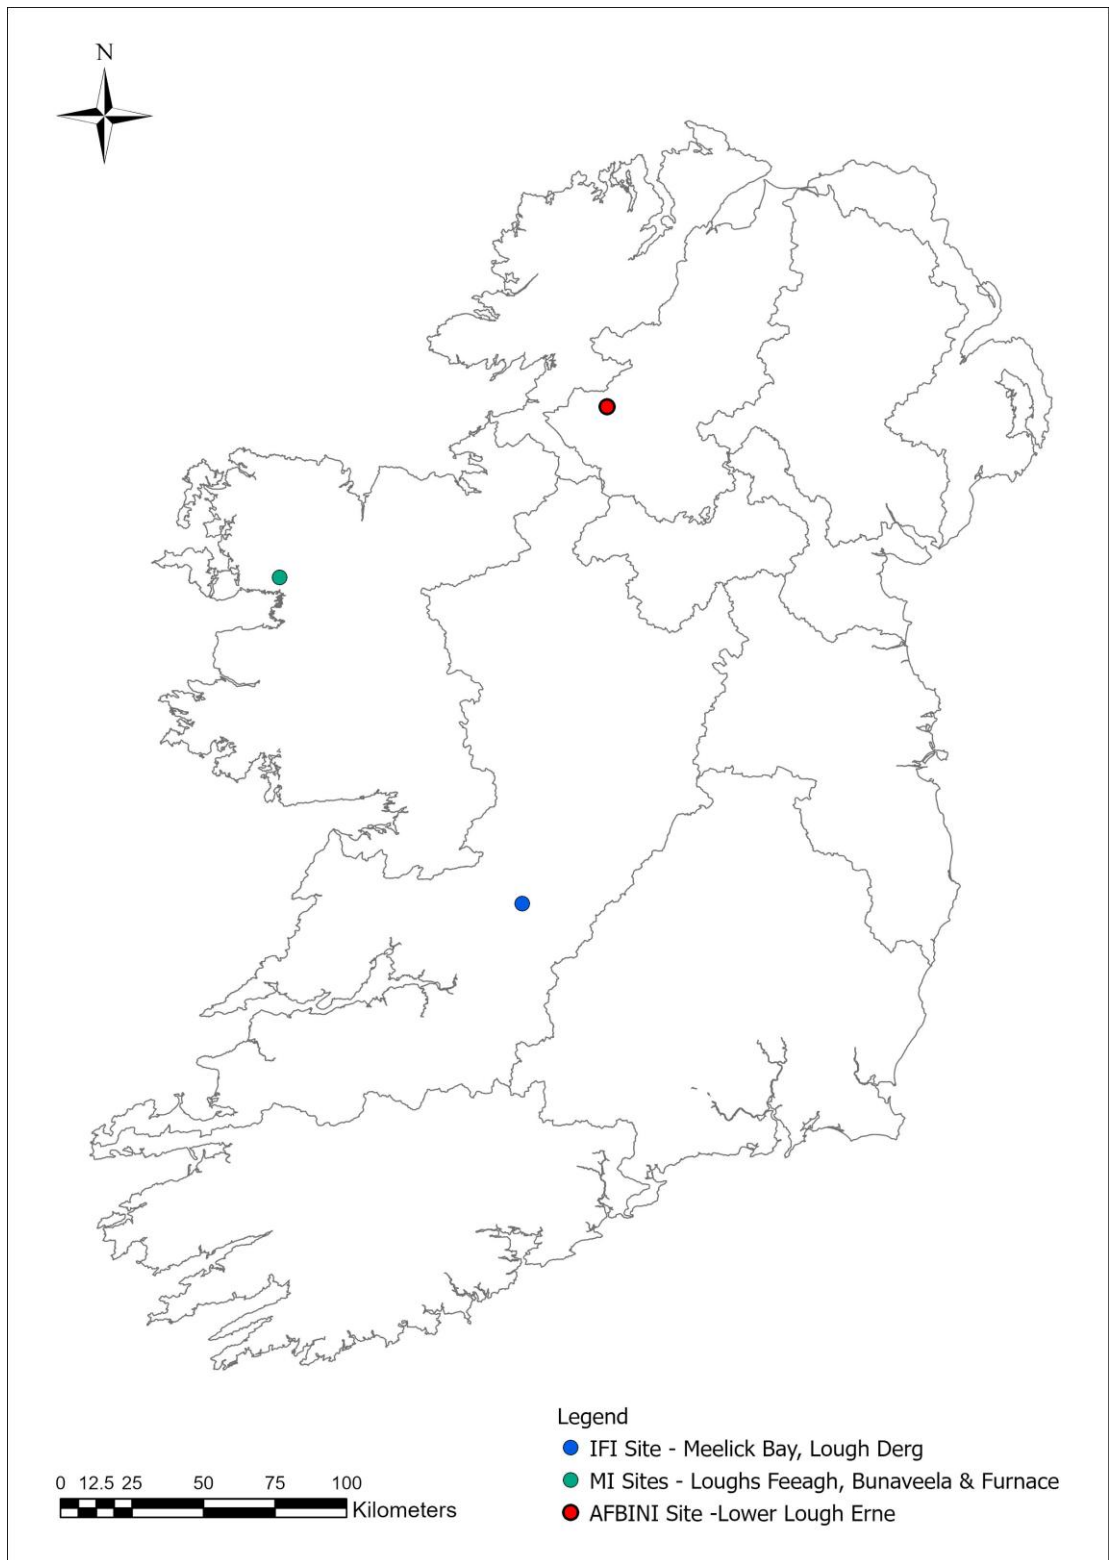 N
Legend
IFI Site - Meelick Bay, Lough Derg
MI Sites - Loughs Feeagh, Bunaveela & Furnace
AFBINI Site -Lower Lough Erne
0 12.5 25 50 75 100
Kilometers